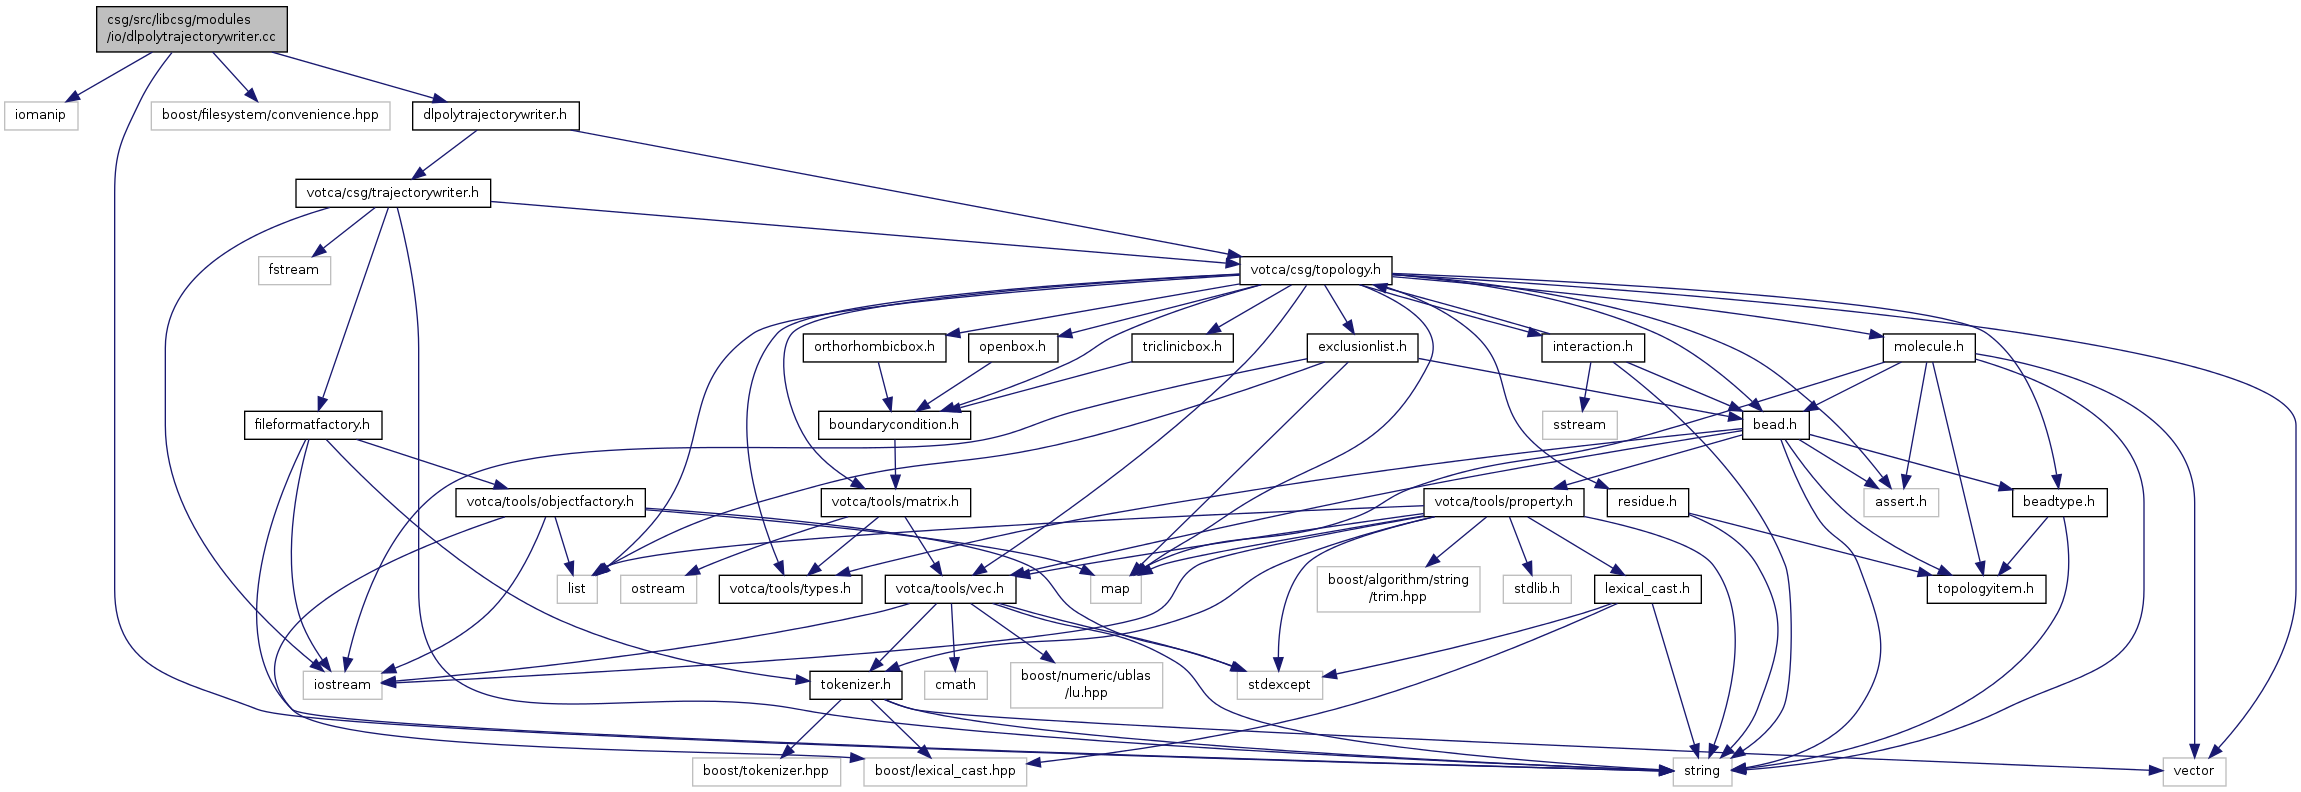 csg/src/libcsg/modules
/io/dlpolytrajectorywriter.cc
iomanip
boost/filesystem/convenience.hpp
dlpolytrajectorywriter.h
votca/csg/trajectorywriter.h
fstream
votca/csg/topology.h
orthorhombicbox.h
openbox.h
triclinicbox.h
exclusionlist.h
interaction.h
molecule.h
fileformatfactory.h
boundarycondition.h
sstream
bead.h
votca/tools/objectfactory.h
votca/tools/matrix.h
votca/tools/property.h
residue.h
assert.h
beadtype.h
list
ostream
votca/tools/types.h
votca/tools/vec.h
map
boost/algorithm/string
/trim.hpp
stdlib.h
lexical_cast.h
topologyitem.h
iostream
tokenizer.h
cmath
boost/numeric/ublas
/lu.hpp
stdexcept
boost/tokenizer.hpp
boost/lexical_cast.hpp
string
vector